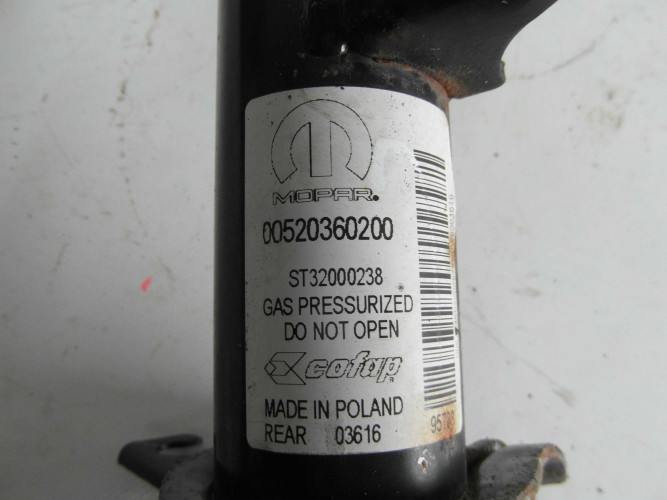 MOPAR®
00520360200
ST32000238
GAS PRESSURIZED
DO NOT OPEN
cofap®
MADE IN POLAND
REAR 03616